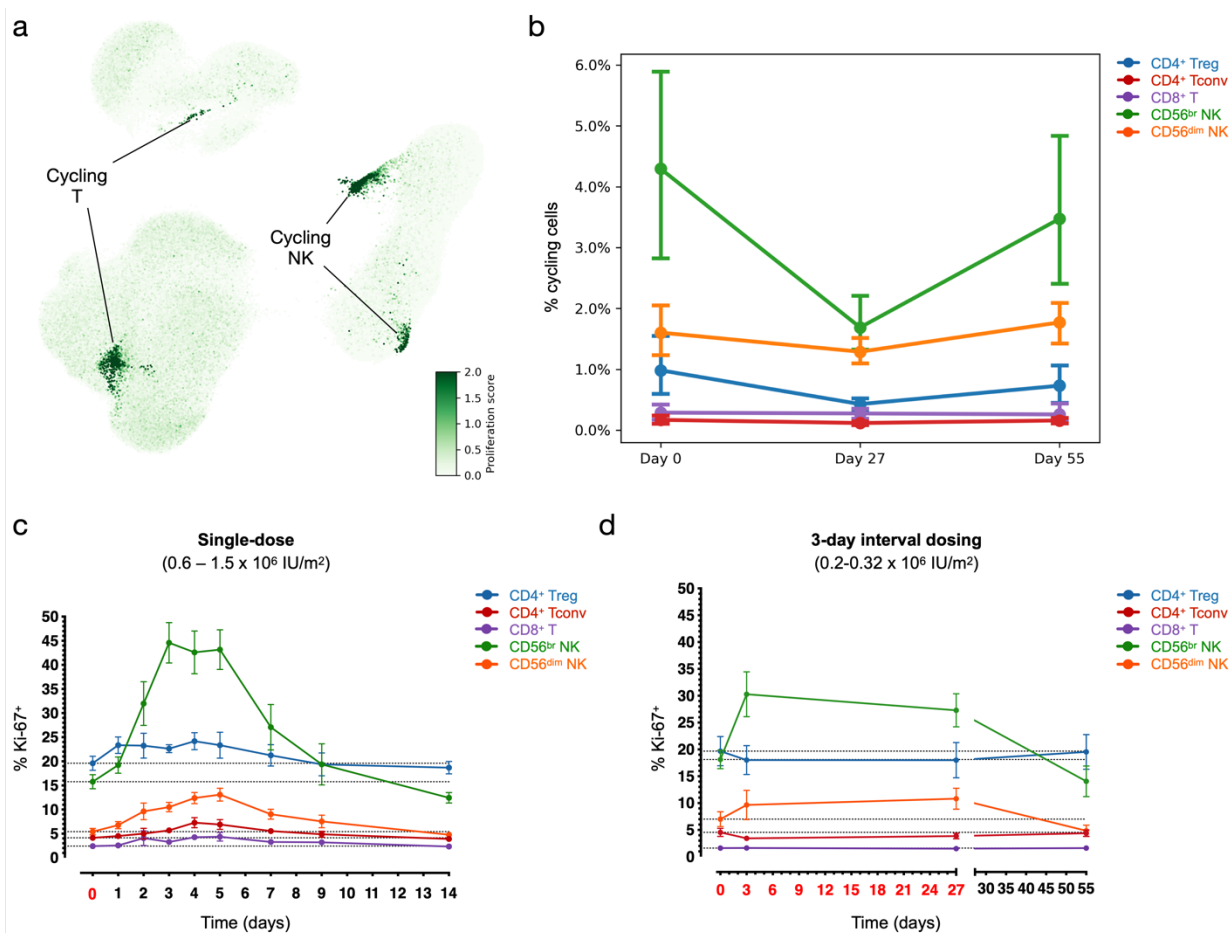 a
Cycling
T
Cycling
NK
2.0
1.5
1.0
0.5
0.0
Proliferation score
b
6.0%
5.0%
4.0%
3.0%
2.0%
1.0%
0.0%
% cycling cells
Day 0 Day 27 Day 55
CD4⁺ Treg
CD4⁺ Tconv
CD8⁺ T
CD56ᵇʳ NK
CD56ᵈⁱᵐ NK
c
Single-dose
(0.6 – 1.5 x 10⁶ IU/m²)
CD4⁺ Treg
CD4⁺ Tconv
CD8⁺ T
CD56ᵇʳ NK
CD56ᵈⁱᵐ NK
50
45
40
35
30
25
20
15
10
5
0
% Ki-67⁺
0 1 2 3 4 5 6 7 8 9 10 11 12 13 14
Time (days)
d
3-day interval dosing
(0.2-0.32 x 10⁶ IU/m²)
CD4⁺ Treg
CD4⁺ Tconv
CD8⁺ T
CD56ᵇʳ NK
CD56ᵈⁱᵐ NK
50
45
40
35
30
25
20
15
10
5
0
% Ki-67⁺
0 3 6 9 12 15 18 21 24 27 30 35 40 45 50 55
Time (days)